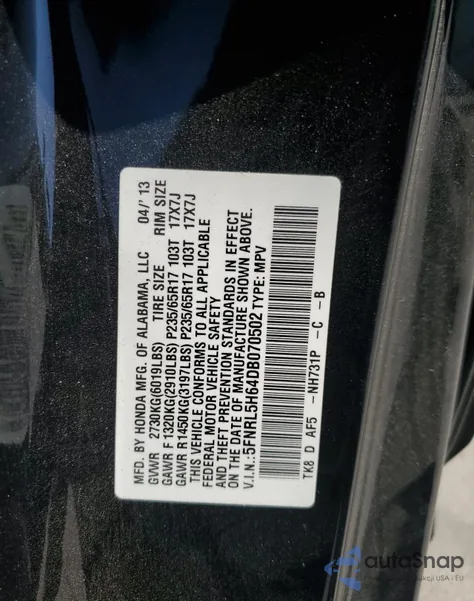 MFD. BY HONDA MFG. OF ALABAMA, LLC 04/'13
GVWR 2730KG(6019LBS) TIRE SIZE RIM SIZE
GAWR F 1320KG(2910LBS) P235/65R17 103T 17X7J
GAWR R 1450KG(3197LBS) P235/65R17 103T 17X7J
THIS VEHICLE CONFORMS TO ALL APPLICABLE
FEDERAL MOTOR VEHICLE SAFETY
AND THEFT PREVENTION STANDARDS IN EFFECT
ON THE DATE OF MANUFACTURE SHOWN ABOVE.
V.I.N.: 5FNRL5H64DB070502 TYPE: MPV
TK8 D AF5 -NH731P -C -B
autoSnap